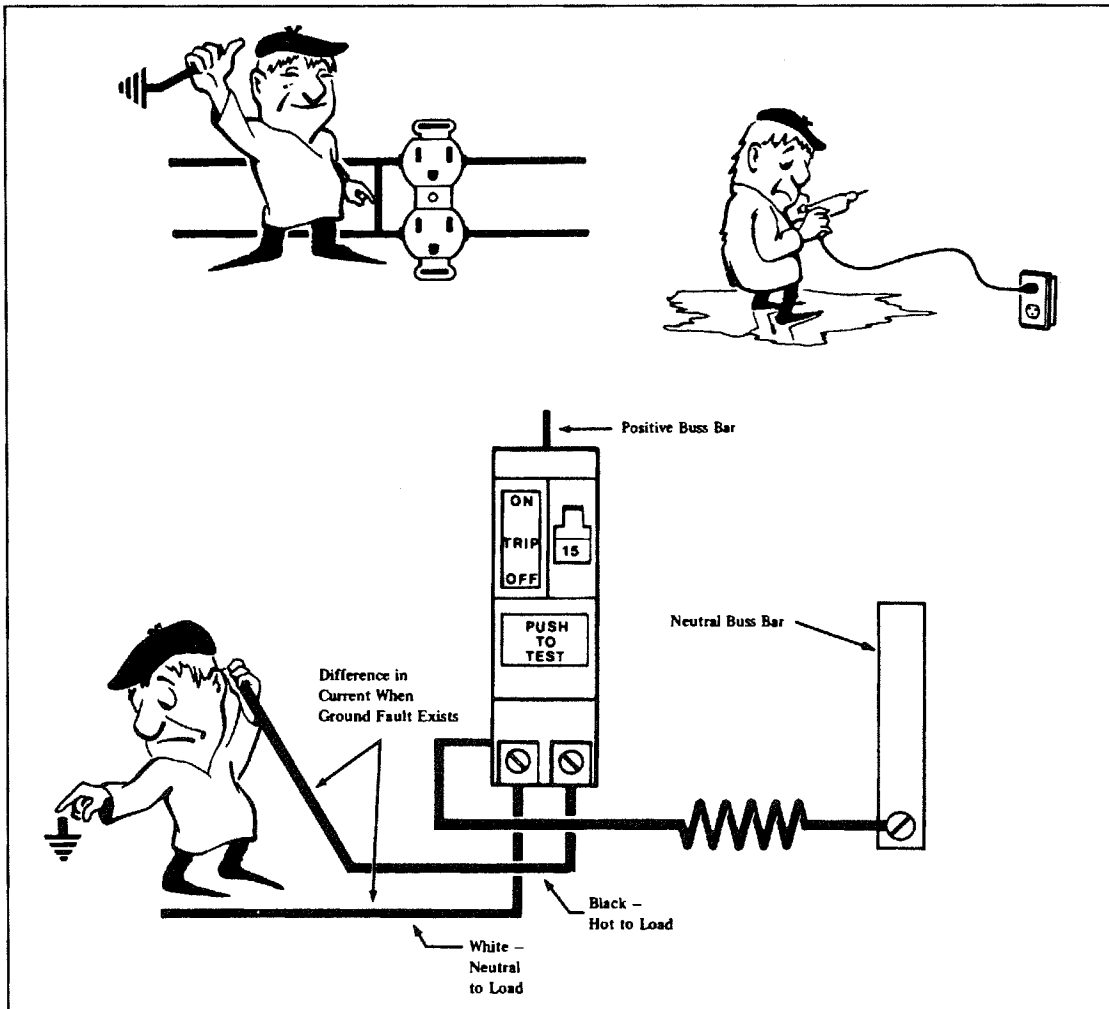 Positive Buss Bar
ON
TRIP
OFF
15
PUSH
TO
TEST
Neutral Buss Bar
Difference in
Current When
Ground Fault Exists
Black –
Hot to Load
White –
Neutral
to Load